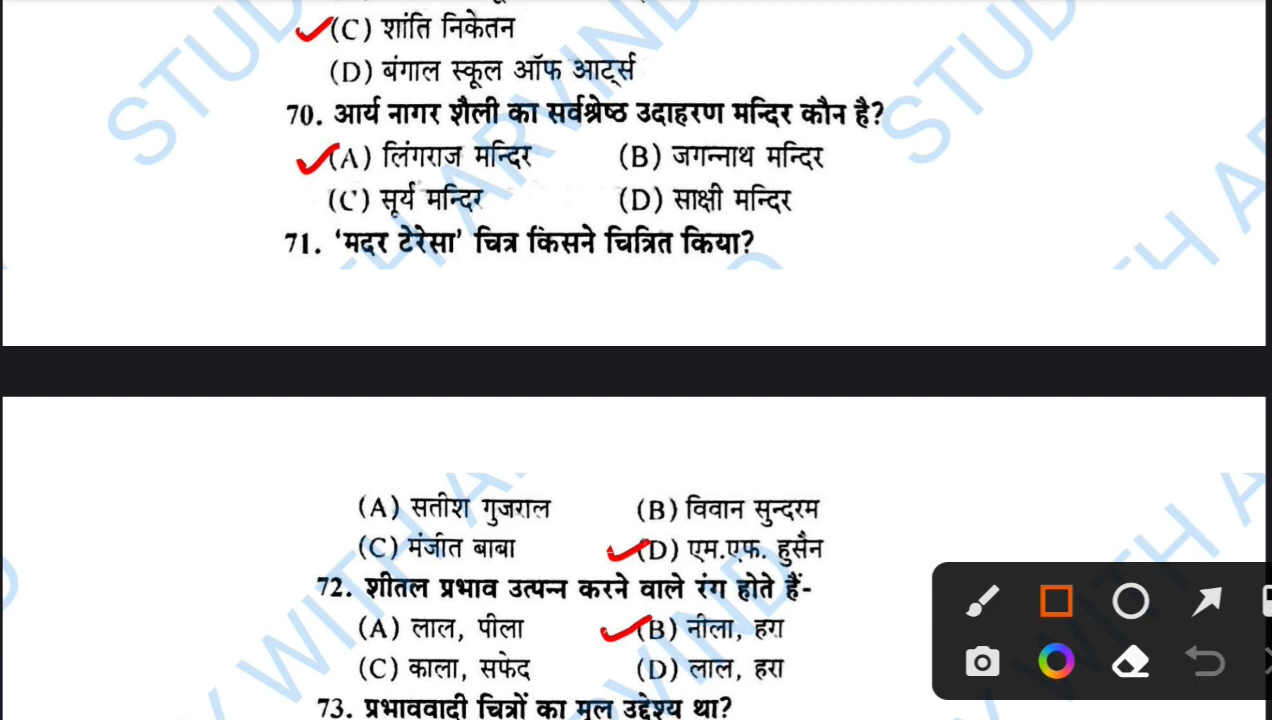 (C) शांति निकेतन
(D) बंगाल स्कूल ऑफ आर्ट्स
70. आर्य नागर शैली का सर्वश्रेष्ठ उदाहरण मन्दिर कौन है?
(A) लिंगराज मन्दिर (B) जगन्नाथ मन्दिर
(C) सूर्य मन्दिर (D) साक्षी मन्दिर
71. ‘मदर टेरेसा’ चित्र किसने चित्रित किया?
(A) सतीश गुजराल (B) विवान सुन्दरम
(C) मंजीत बाबा (D) एम.एफ. हुसैन
72. शीतल प्रभाव उत्पन्न करने वाले रंग होते हैं-
(A) लाल, पीला (B) नीला, हरा
(C) काला, सफेद (D) लाल, हरा
73. प्रभाववादी चित्रों का मूल उद्देश्य था?